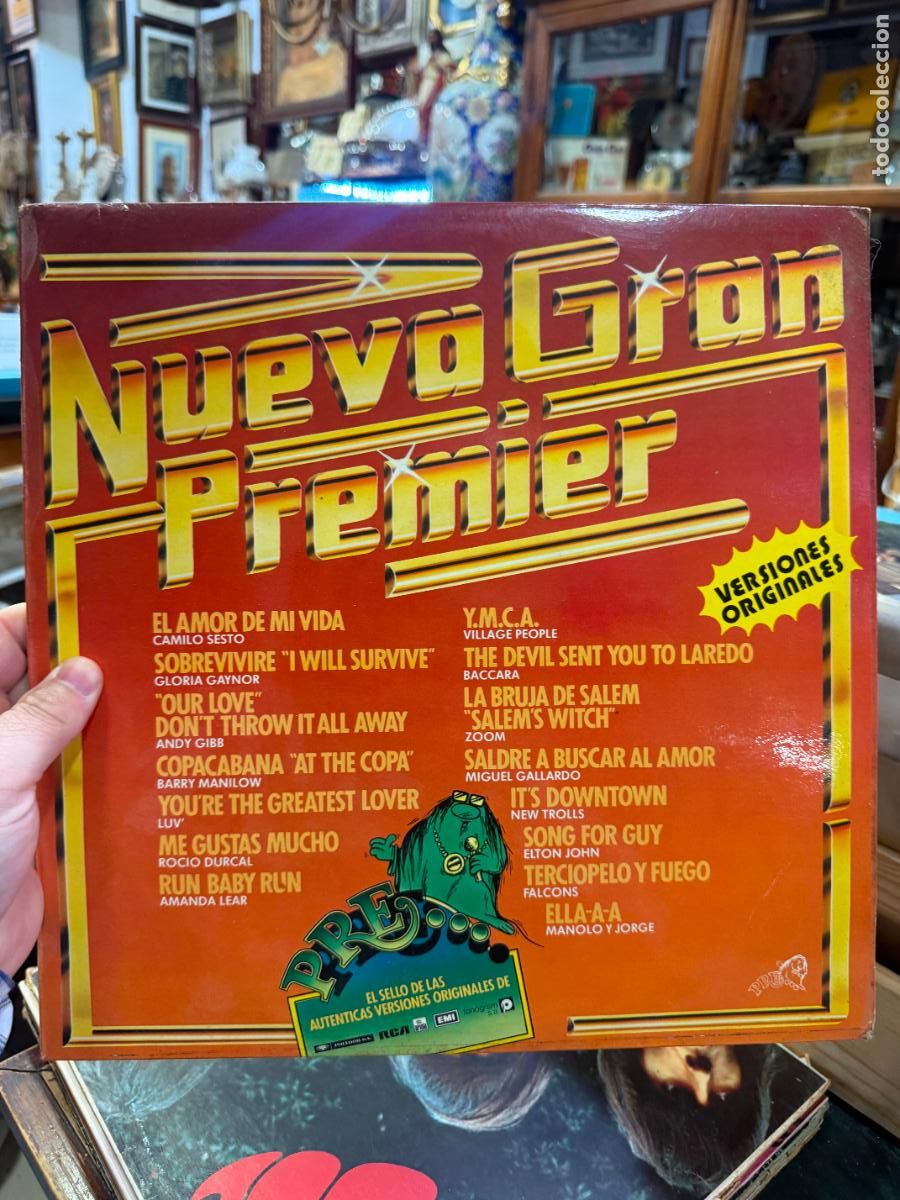 Nueva Gran
Premier
VERSIONES
ORIGINALES
EL AMOR DE MI VIDA
CAMILO SESTO
SOBREVIVIRE "I WILL SURVIVE"
GLORIA GAYNOR
"OUR LOVE"
DON'T THROW IT ALL AWAY
ANDY GIBB
COPACABANA "AT THE COPA"
BARRY MANILOW
YOU'RE THE GREATEST LOVER
LUV'
ME GUSTAS MUCHO
ROCIO DURCAL
RUN BABY RUN
AMANDA LEAR
Y.M.C.A.
VILLAGE PEOPLE
THE DEVIL SENT YOU TO LAREDO
BACCARA
LA BRUJA DE SALEM
"SALEM'S WITCH"
ZOOM
SALDRE A BUSCAR AL AMOR
MIGUEL GALLARDO
IT'S DOWNTOWN
NEW TROLLS
SONG FOR GUY
ELTON JOHN
TERCIOPELO Y FUEGO
FALCONS
ELLA-A-A
MANOLO Y JORGE
PRE....
EL SELLO DE LAS
AUTENTICAS VERSIONES ORIGINALES DE
RCA EMI fonogram s.a.
PRE...
todocoleccion